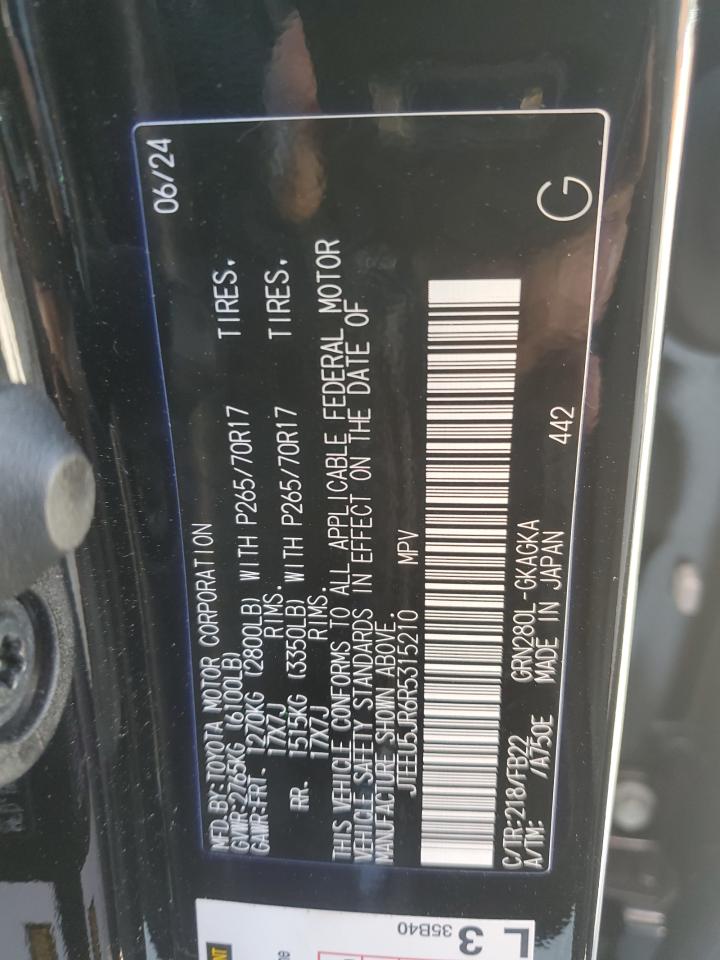 MFD. BY: TOYOTA MOTOR CORPORATION 06/24
GVWR: 2765KG (6100LB)
GAWR: FRT. 1270KG (2800LB) WITH P265/70R17 TIRES,
17X7J RIMS.
RR. 1515KG (3350LB) WITH P265/70R17 TIRES,
17X7J RIMS.
THIS VEHICLE CONFORMS TO ALL APPLICABLE FEDERAL MOTOR
VEHICLE SAFETY STANDARDS IN EFFECT ON THE DATE OF
MANUFACTURE SHOWN ABOVE.
JTEEU5JR6R5315210 MPV
C/TR: 218/FB22 GRN280L-GKAGKA 442 G
A/TM: /A750E MADE IN JAPAN
L
3
35B40